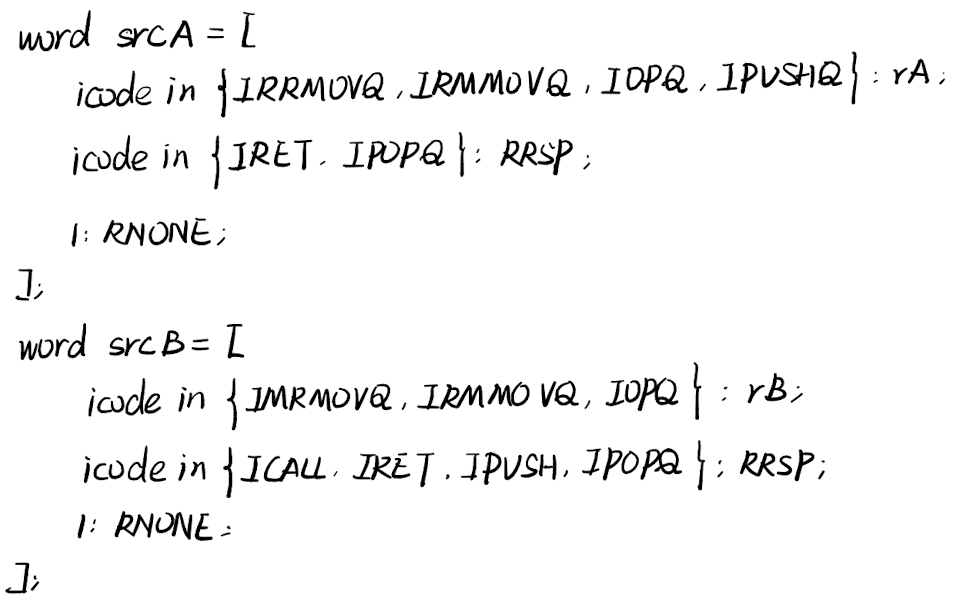 word srcA = [
icode in {IRRMOVQ, IRMMOVQ, IOPQ, IPUSHQ} : rA;
icode in {IRET, IPOPQ}: RRSP;
1: RNONE;
];
word srcB = [
icode in {IMRMOVQ, IRMMOVQ, IOPQ} : rB;
icode in {ICALL, IRET, IPUSH, IPOPQ}: RRSP;
1: RNONE;
];